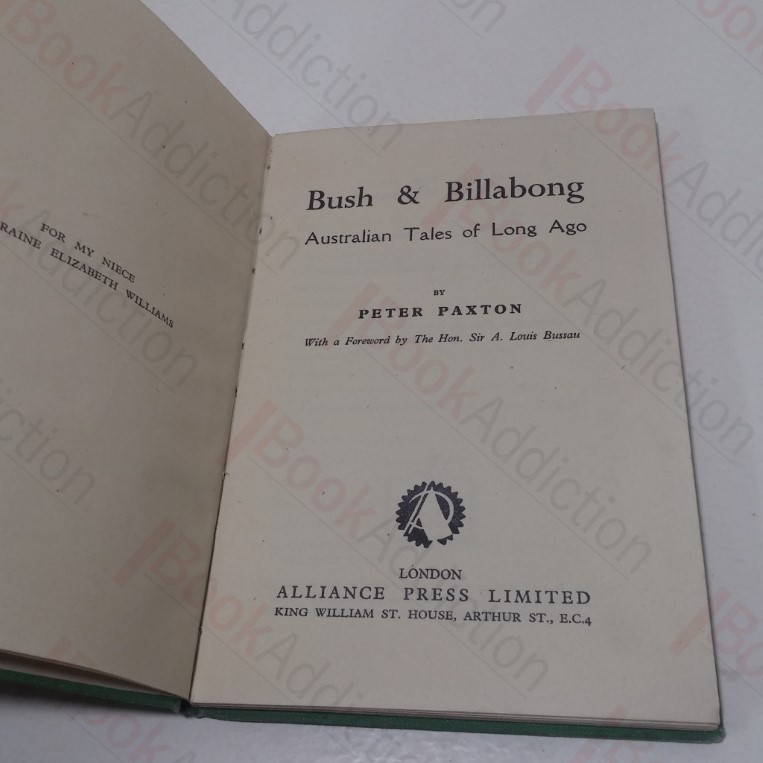 FOR MY NIECE
RAINE ELIZABETH WILLIAMS
Bush & Billabong
Australian Tales of Long Ago
BY
PETER PAXTON
With a Foreword by The Hon. Sir A. Louis Bussau
LONDON
ALLIANCE PRESS LIMITED
KING WILLIAM ST. HOUSE, ARTHUR ST., E.C.4
BookAddiction